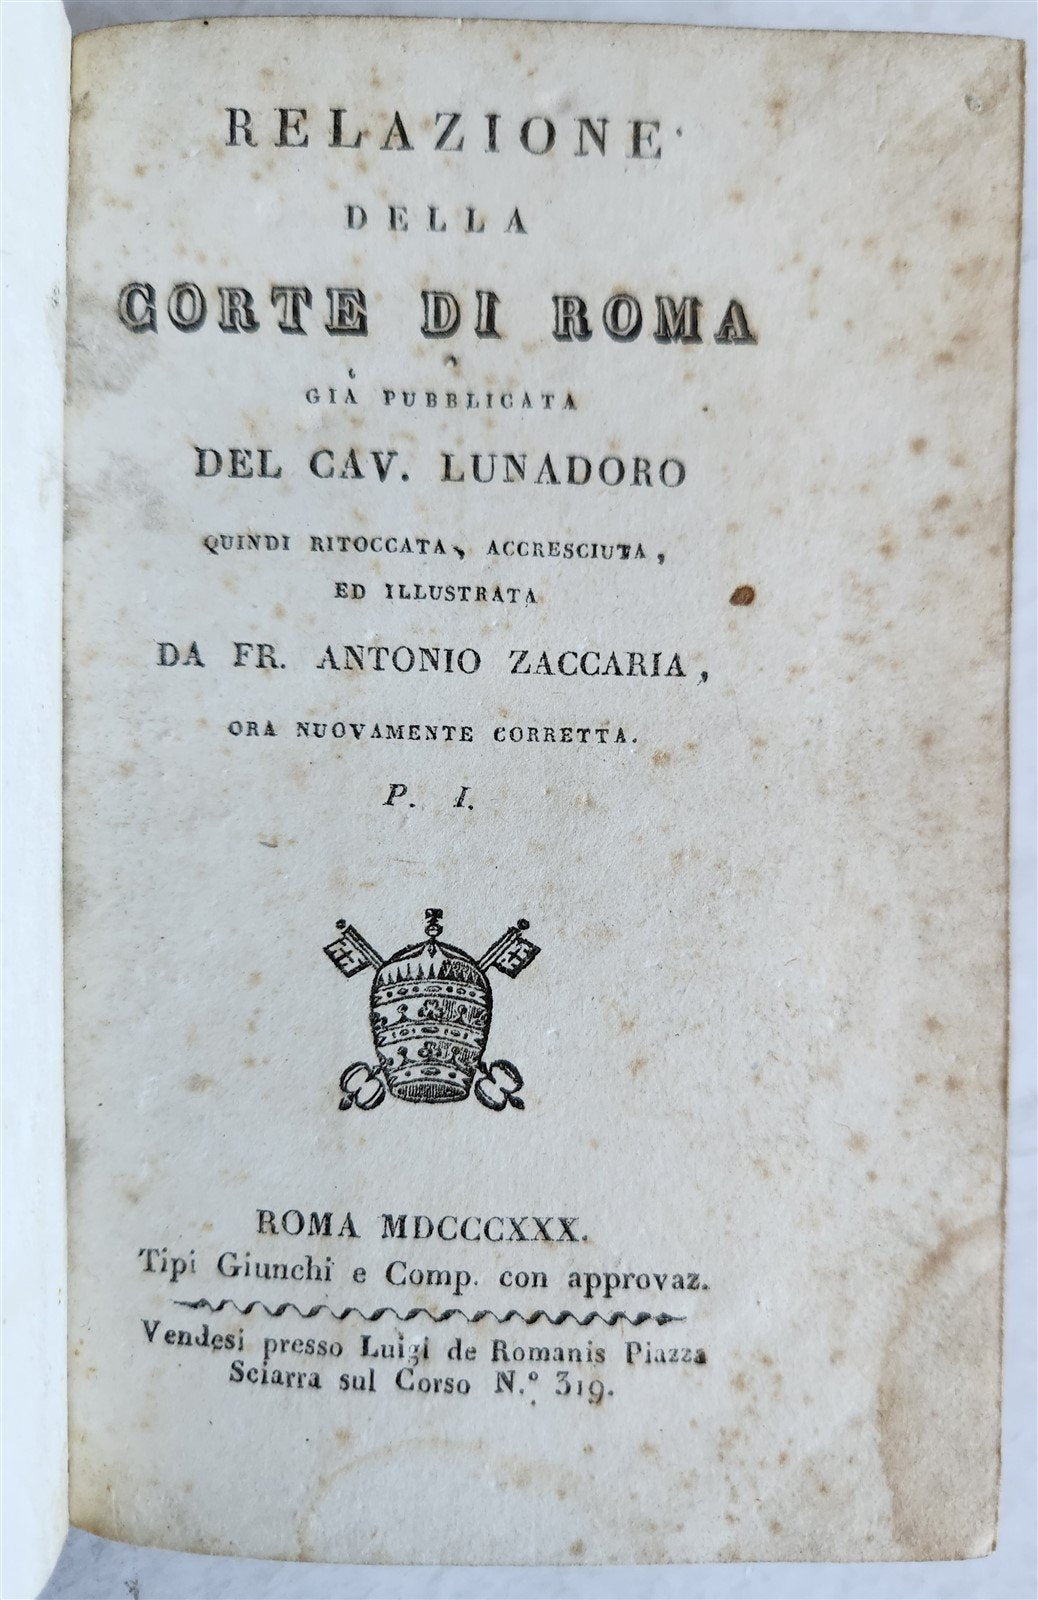 RELAZIONE
DELLA
CORTE DI ROMA
GIÀ PUBBLICATA
DEL CAV. LUNADORO
QUINDI RITOCCATA, ACCRESCIUTA,
ED ILLUSTRATA
DA FR. ANTONIO ZACCARIA,
ORA NUOVAMENTE CORRETTA.
P. I.
ROMA MDCCCXXX.
Tipi Giunchi e Comp. con approvaz.
Vendesi presso Luigi de Romanis Piazza
Sciarra sul Corso N.º 319.